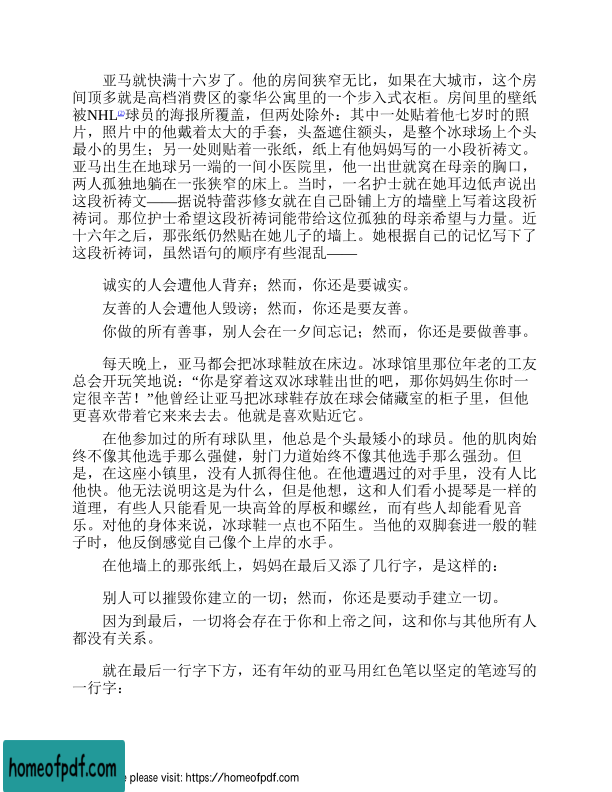 亚马就快满十六岁了。他的房间狭窄无比，如果在大城市，这个房
间顶多就是高档消费区的豪华公寓里的一个步入式衣柜。房间里的壁纸
被NHL[2]球员的海报所覆盖，但两处除外：其中一处贴着他七岁时的照
片，照片中的他戴着太大的手套，头盔遮住额头，是整个冰球场上个头
最小的男生；另一处则贴着一张纸，纸上有他妈妈写的一小段祈祷文。
亚马出生在地球另一端的一间小医院里，他一出世就窝在母亲的胸口，
两人孤独地躺在一张狭窄的床上。当时，一名护士就在她耳边低声说出
这段祈祷文——据说特蕾莎修女就在自己卧铺上方的墙壁上写着这段祈
祷词。那位护士希望这段祈祷词能带给这位孤独的母亲希望与力量。近
十六年之后，那张纸仍然贴在她儿子的墙上。她根据自己的记忆写下了
这段祈祷词，虽然语句的顺序有些混乱——
诚实的人会遭他人背弃；然而，你还是要诚实。
友善的人会遭他人毁谤；然而，你还是要友善。
你做的所有善事，别人会在一夕间忘记；然而，你还是要做善事。
每天晚上，亚马都会把冰球鞋放在床边。冰球馆里那位年老的工友
总会开玩笑地说：“你是穿着这双冰球鞋出世的吧，那你妈妈生你时一
定很辛苦！”他曾经让亚马把冰球鞋存放在球会储藏室的柜子里，但他
更喜欢带着它来来去去。他就是喜欢贴近它。
在他参加过的所有球队里，他总是个头最矮小的球员。他的肌肉始
终不像其他选手那么强健，射门力道始终不像其他选手那么强劲。但
是，在这座小镇里，没有人抓得住他。在他遭遇过的对手里，没有人比
他快。他无法说明这是为什么，但是他想，这和人们看小提琴是一样的
道理，有些人只能看见一块高耸的厚板和螺丝，而有些人却能看见音
乐。对他的身体来说，冰球鞋一点也不陌生。当他的双脚套进一般的鞋
子时，他反倒感觉自己像个上岸的水手。
在他墙上的那张纸上，妈妈在最后又添了几行字，是这样的：
别人可以摧毁你建立的一切；然而，你还是要动手建立一切。
因为到最后，一切将会存在于你和上帝之间，这和你与其他所有人
都没有关系。
就在最后一行字下方，还有年幼的亚马用红色笔以坚定的笔迹写的
一行字：
homeofpdf.com
e please visit: https://homeofpdf.com